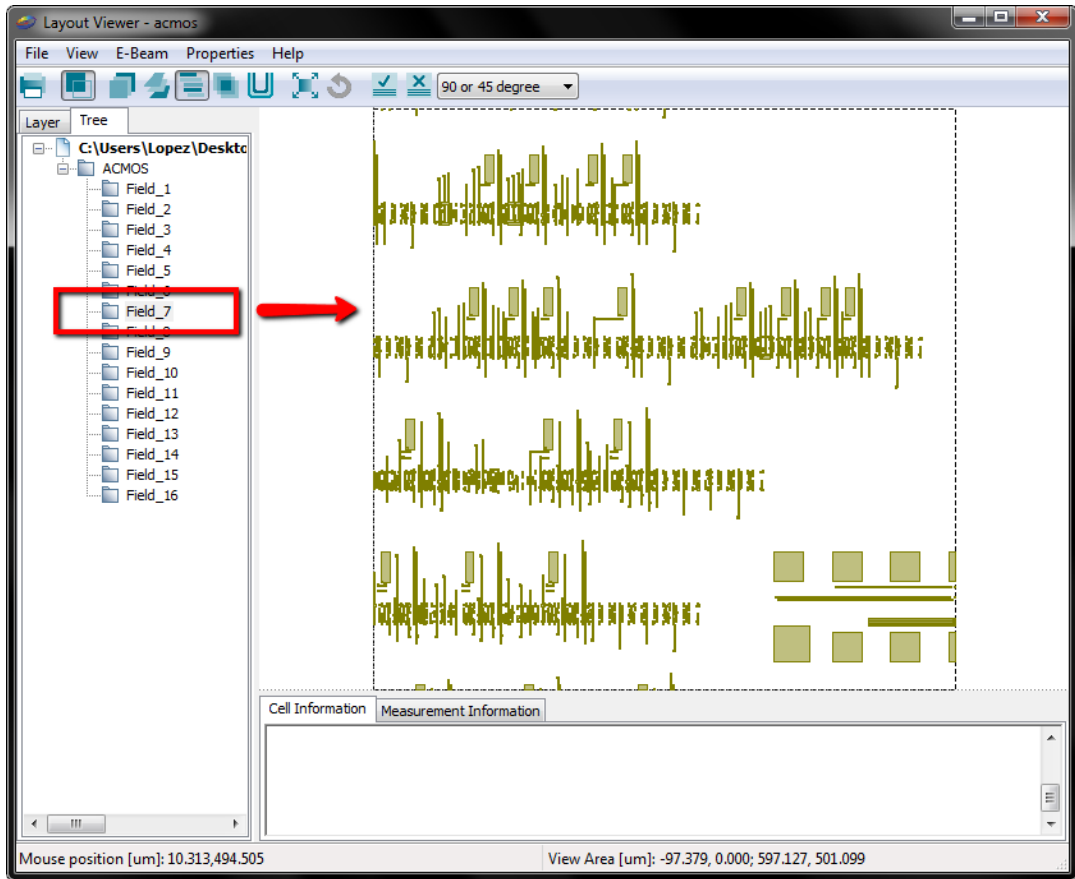 Layout Viewer - acmos
File View E-Beam Properties Help
90 or 45 degree
Layer Tree
C:\Users\Lopez\Deskto
ACMOS
Field_1
Field_2
Field_3
Field_4
Field_5
Field_6
Field_7
Field_8
Field_9
Field_10
Field_11
Field_12
Field_13
Field_14
Field_15
Field_16
Cell Information Measurement Information
Mouse position [um]: 10.313,494.505 View Area [um]: -97.379, 0.000; 597.127, 501.099